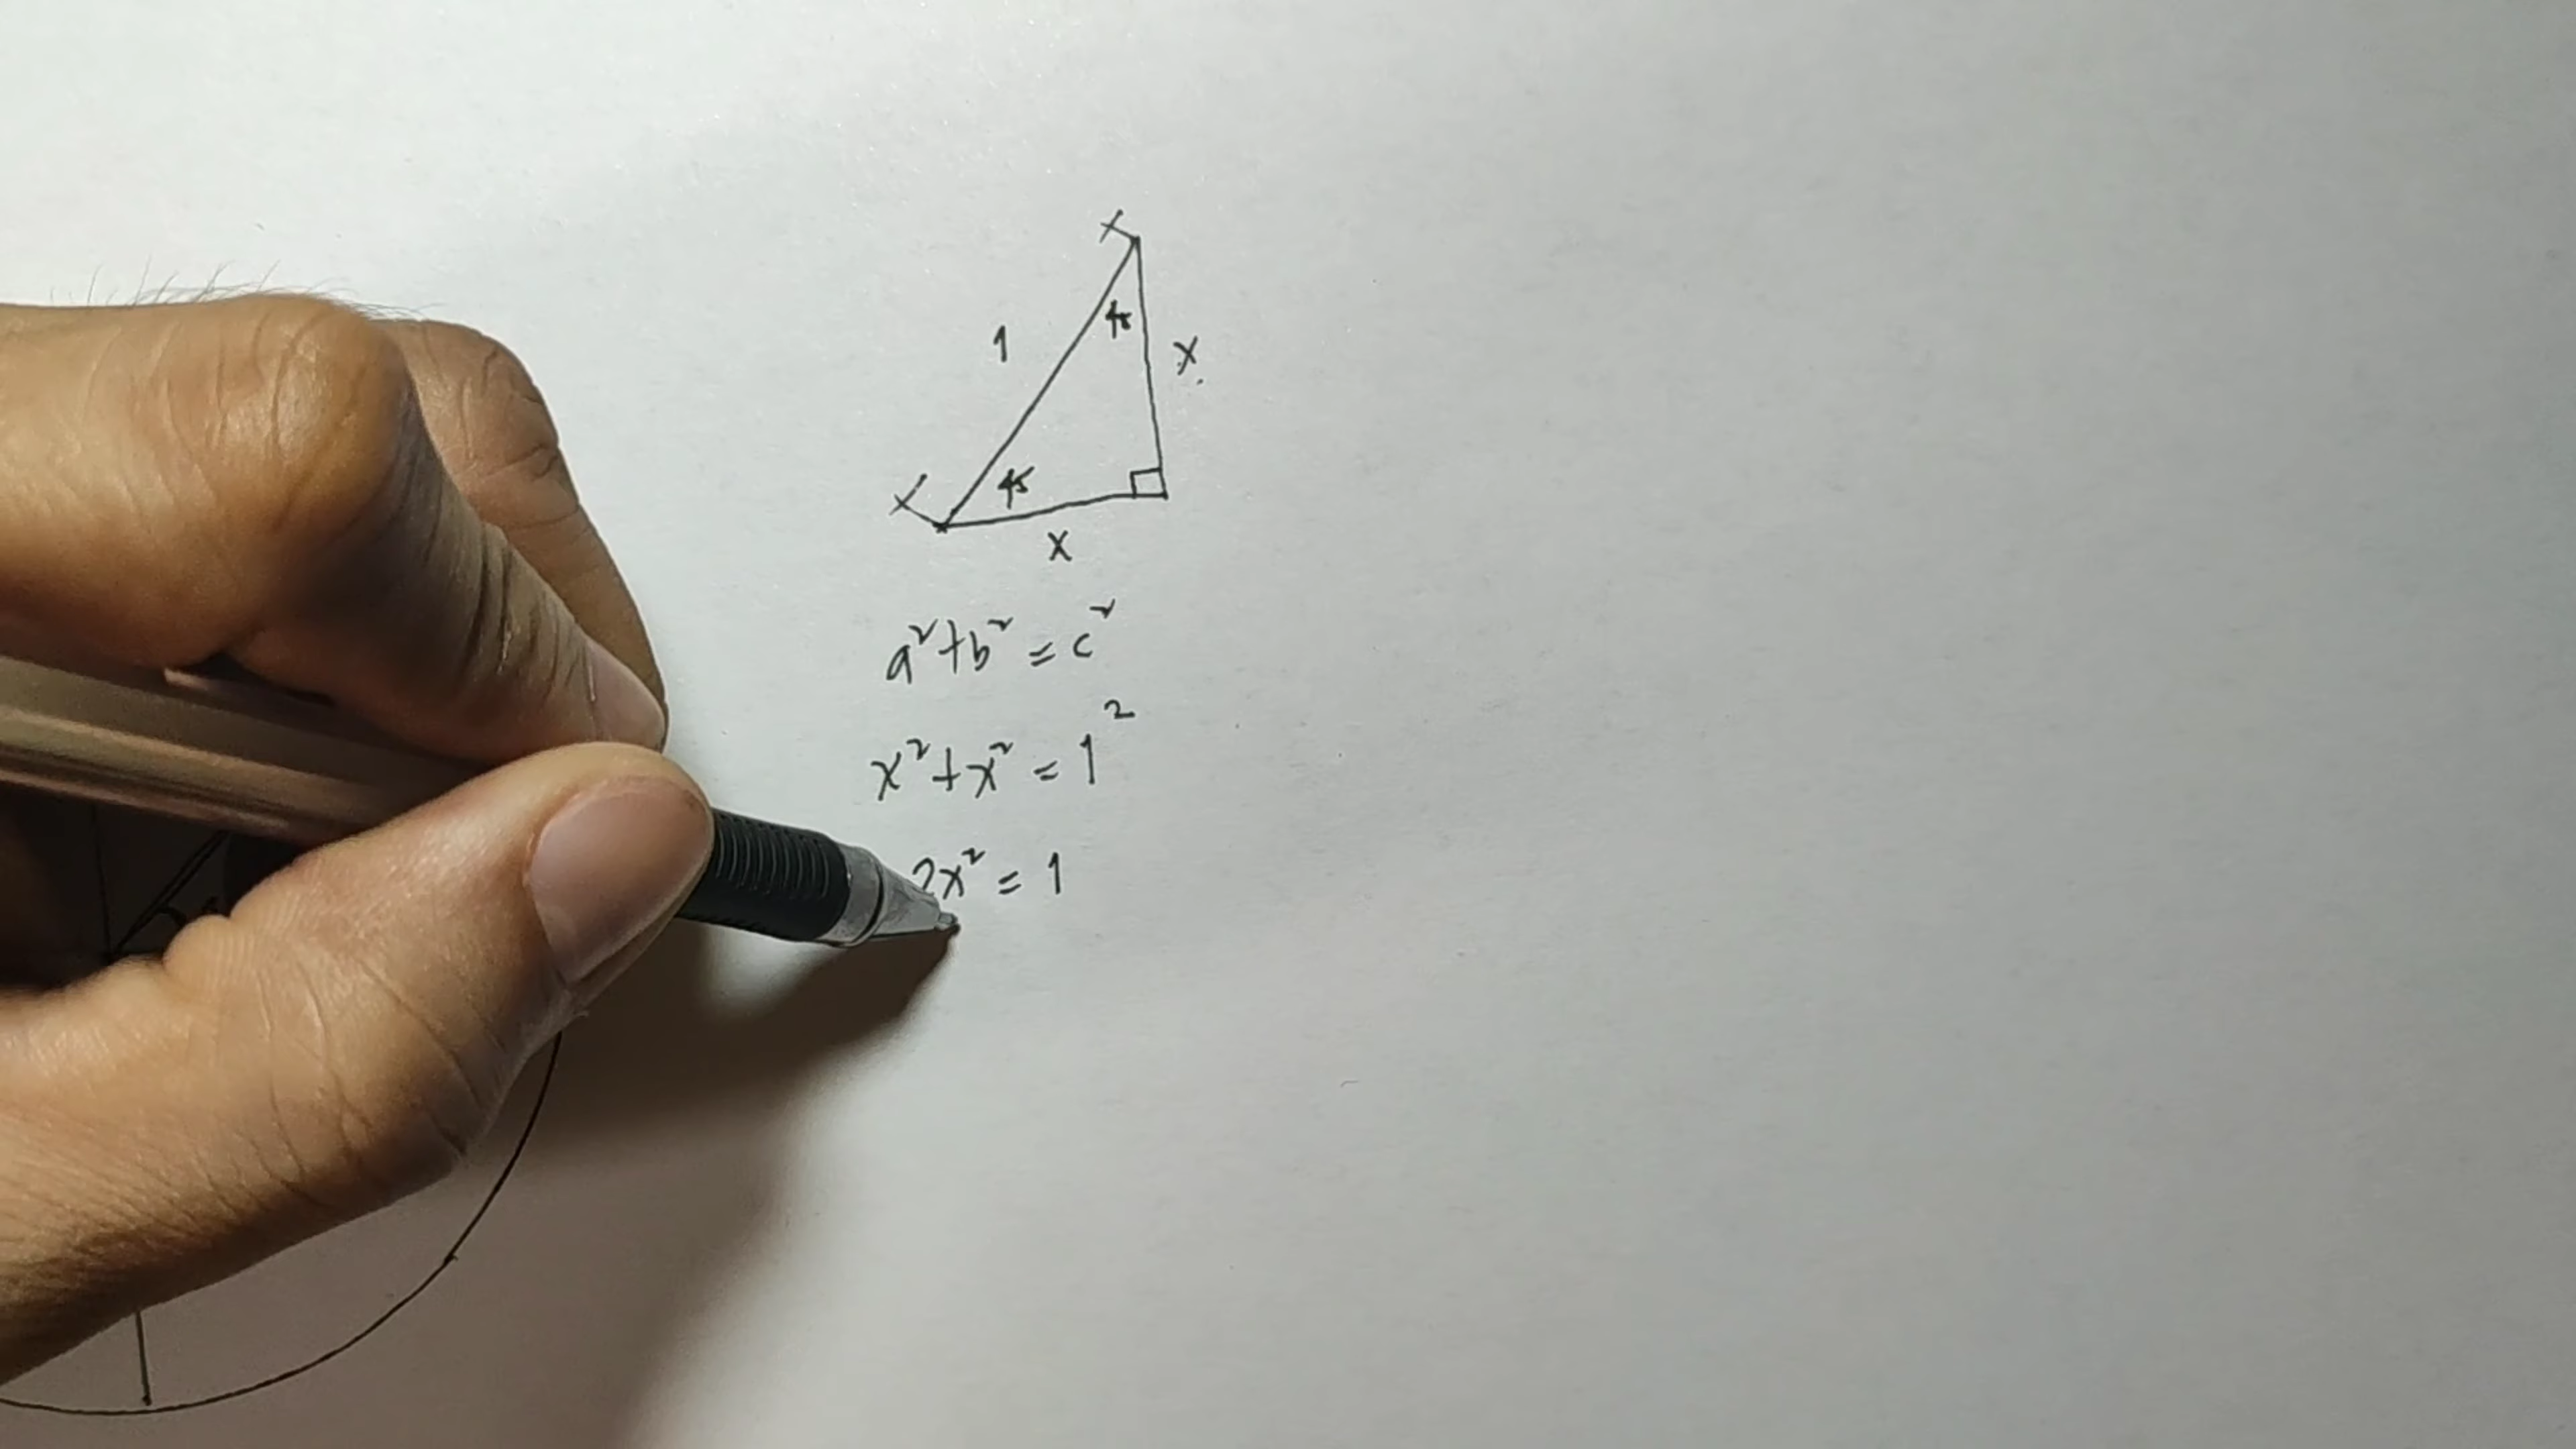 45
1
x
45
x
a² + b² = c²
x² + x² = 1²
2x² = 1